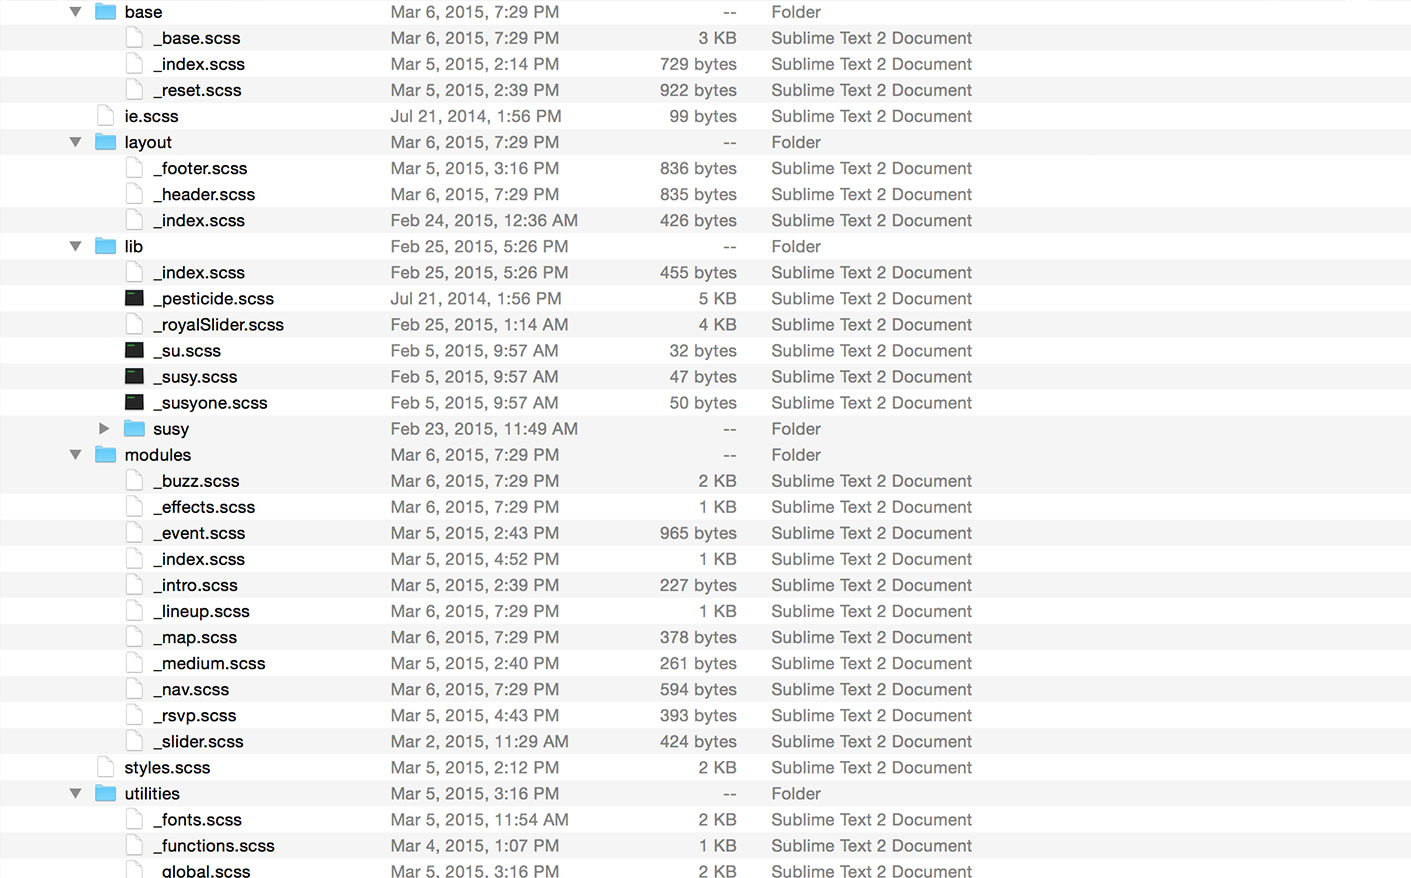 base Mar 6, 2015, 7:29 PM -- Folder
_base.scss Mar 6, 2015, 7:29 PM 3 KB Sublime Text 2 Document
_index.scss Mar 5, 2015, 2:14 PM 729 bytes Sublime Text 2 Document
_reset.scss Mar 5, 2015, 2:39 PM 922 bytes Sublime Text 2 Document
ie.scss Jul 21, 2014, 1:56 PM 99 bytes Sublime Text 2 Document
layout Mar 6, 2015, 7:29 PM -- Folder
_footer.scss Mar 5, 2015, 3:16 PM 836 bytes Sublime Text 2 Document
_header.scss Mar 6, 2015, 7:29 PM 835 bytes Sublime Text 2 Document
_index.scss Feb 24, 2015, 12:36 AM 426 bytes Sublime Text 2 Document
lib Feb 25, 2015, 5:26 PM -- Folder
_index.scss Feb 25, 2015, 5:26 PM 455 bytes Sublime Text 2 Document
_pesticide.scss Jul 21, 2014, 1:56 PM 5 KB Sublime Text 2 Document
_royalSlider.scss Feb 25, 2015, 1:14 AM 4 KB Sublime Text 2 Document
_su.scss Feb 5, 2015, 9:57 AM 32 bytes Sublime Text 2 Document
_susy.scss Feb 5, 2015, 9:57 AM 47 bytes Sublime Text 2 Document
_susyone.scss Feb 5, 2015, 9:57 AM 50 bytes Sublime Text 2 Document
susy Feb 23, 2015, 11:49 AM -- Folder
modules Mar 6, 2015, 7:29 PM -- Folder
_buzz.scss Mar 6, 2015, 7:29 PM 2 KB Sublime Text 2 Document
_effects.scss Mar 6, 2015, 7:29 PM 1 KB Sublime Text 2 Document
_event.scss Mar 5, 2015, 2:43 PM 965 bytes Sublime Text 2 Document
_index.scss Mar 5, 2015, 4:52 PM 1 KB Sublime Text 2 Document
_intro.scss Mar 5, 2015, 2:39 PM 227 bytes Sublime Text 2 Document
_lineup.scss Mar 6, 2015, 7:29 PM 1 KB Sublime Text 2 Document
_map.scss Mar 6, 2015, 7:29 PM 378 bytes Sublime Text 2 Document
_medium.scss Mar 5, 2015, 2:40 PM 261 bytes Sublime Text 2 Document
_nav.scss Mar 6, 2015, 7:29 PM 594 bytes Sublime Text 2 Document
_rsvp.scss Mar 5, 2015, 4:43 PM 393 bytes Sublime Text 2 Document
_slider.scss Mar 2, 2015, 11:29 AM 424 bytes Sublime Text 2 Document
styles.scss Mar 5, 2015, 2:12 PM 2 KB Sublime Text 2 Document
utilities Mar 5, 2015, 3:16 PM -- Folder
_fonts.scss Mar 5, 2015, 11:54 AM 2 KB Sublime Text 2 Document
_functions.scss Mar 4, 2015, 1:07 PM 1 KB Sublime Text 2 Document
_global.scss Mar 5, 2015, 3:16 PM 2 KB Sublime Text 2 Document